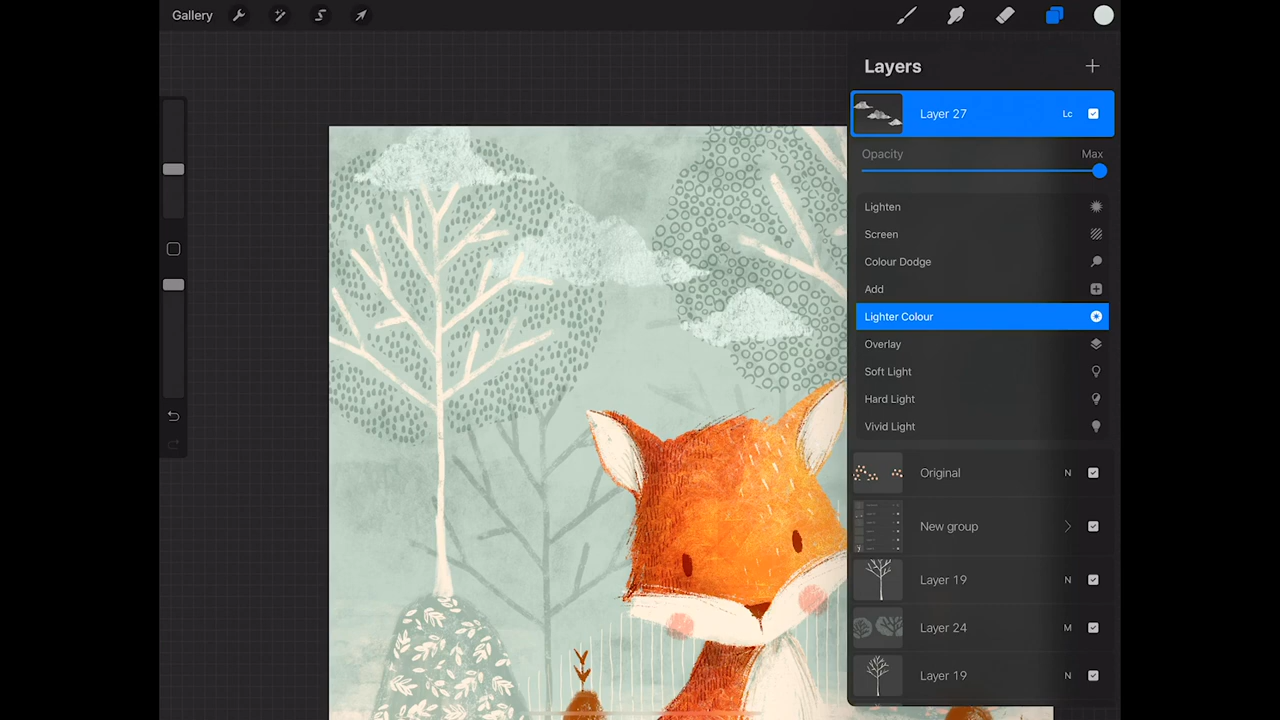 Gallery
Layers
Layer 27 Lc
Opacity Max
Lighten
Screen
Colour Dodge
Add
Lighter Colour
Overlay
Soft Light
Hard Light
Vivid Light
Original N
New group
Layer 19 N
Layer 24 M
Layer 19 N